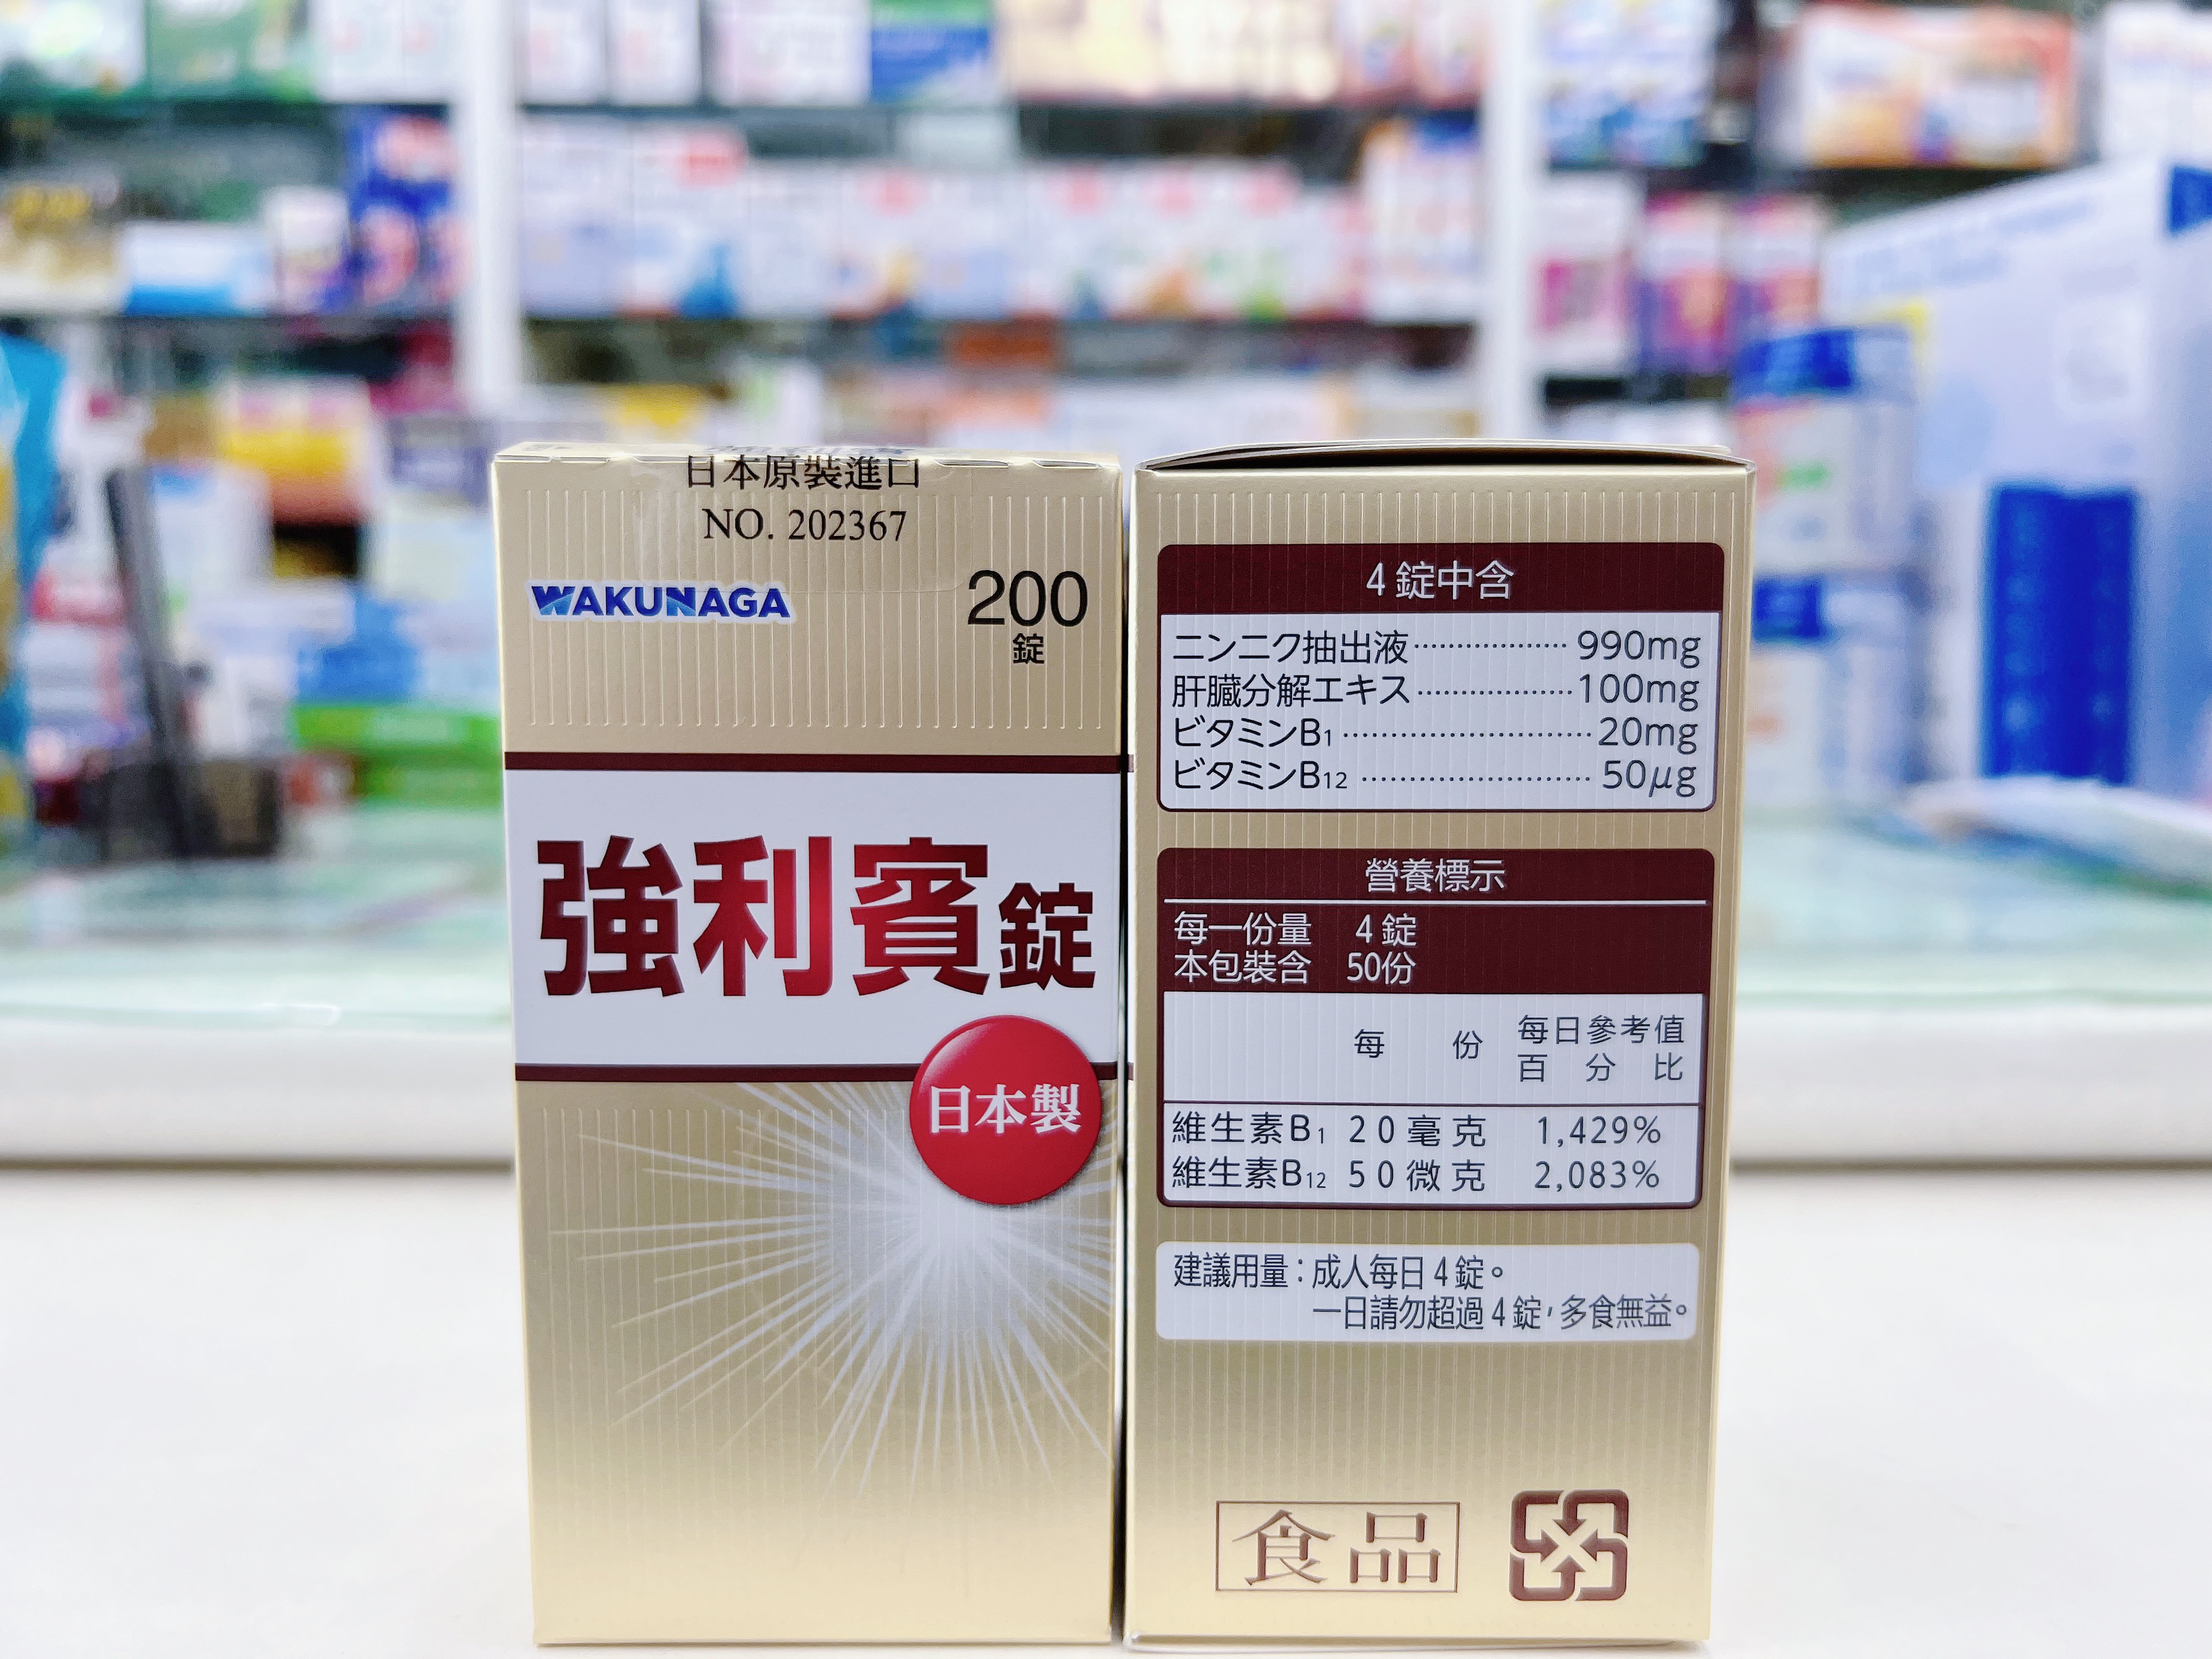 日本原裝進口
NO. 202367
WAKUNAGA
200
錠
強利賓錠
日本製
4錠中含
ニンニク抽出液 ………………… 990mg
肝臓分解エキス ………………… 100mg
ビタミンB1 ………………… 20mg
ビタミンB12 ………………… 50μg
營養標示
每一份量 4錠
本包裝含 50份
每 份 每日參考值
百 分 比
維生素B1 20毫克 1,429%
維生素B12 50微克 2,083%
建議用量：成人每日4錠。
一日請勿超過4錠，多食無益。
食品